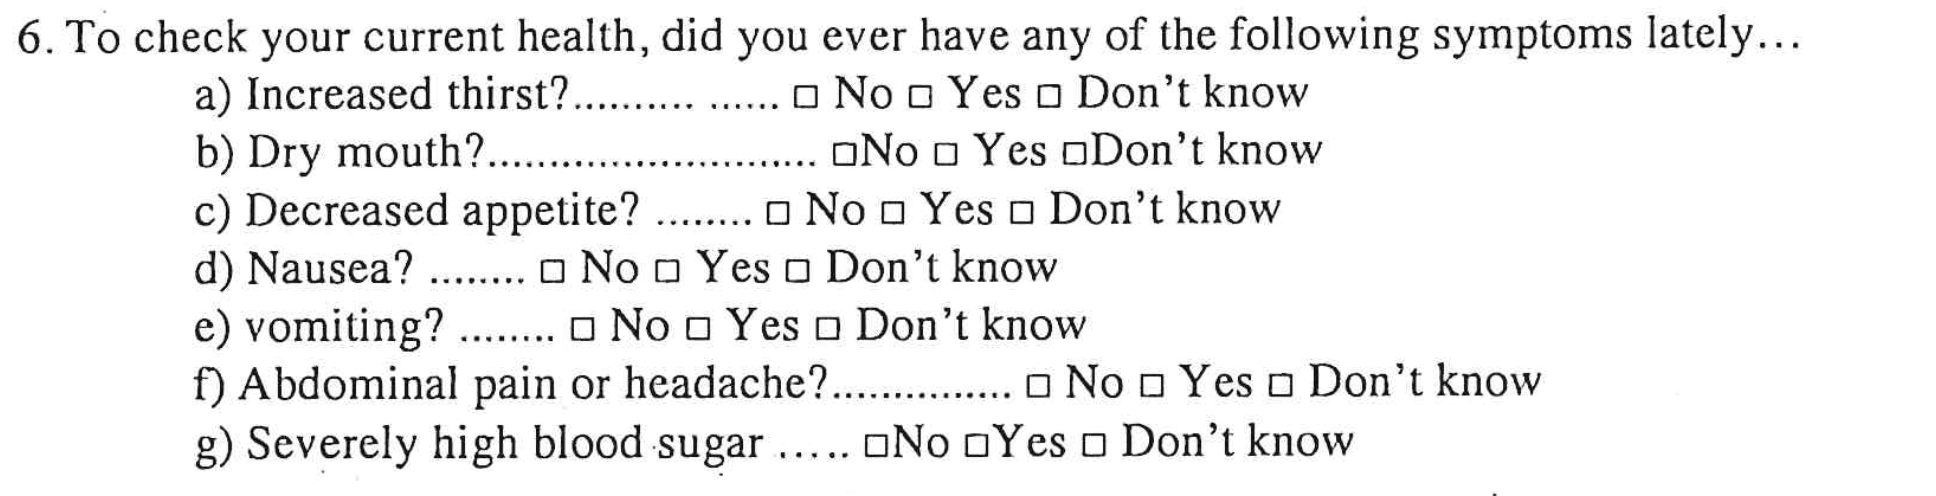 6. To check your current health, did you ever have any of the following symptoms lately…
a) Increased thirst?.......... ...... □ No □ Yes □ Don't know
b) Dry mouth?........................... □No □ Yes □Don't know
c) Decreased appetite? ........ □ No □ Yes □ Don't know
d) Nausea? ........ □ No □ Yes □ Don't know
e) vomiting? ........ □ No □ Yes □ Don't know
f) Abdominal pain or headache?............... □ No □ Yes □ Don't know
g) Severely high blood sugar ….. □No □Yes □ Don't know